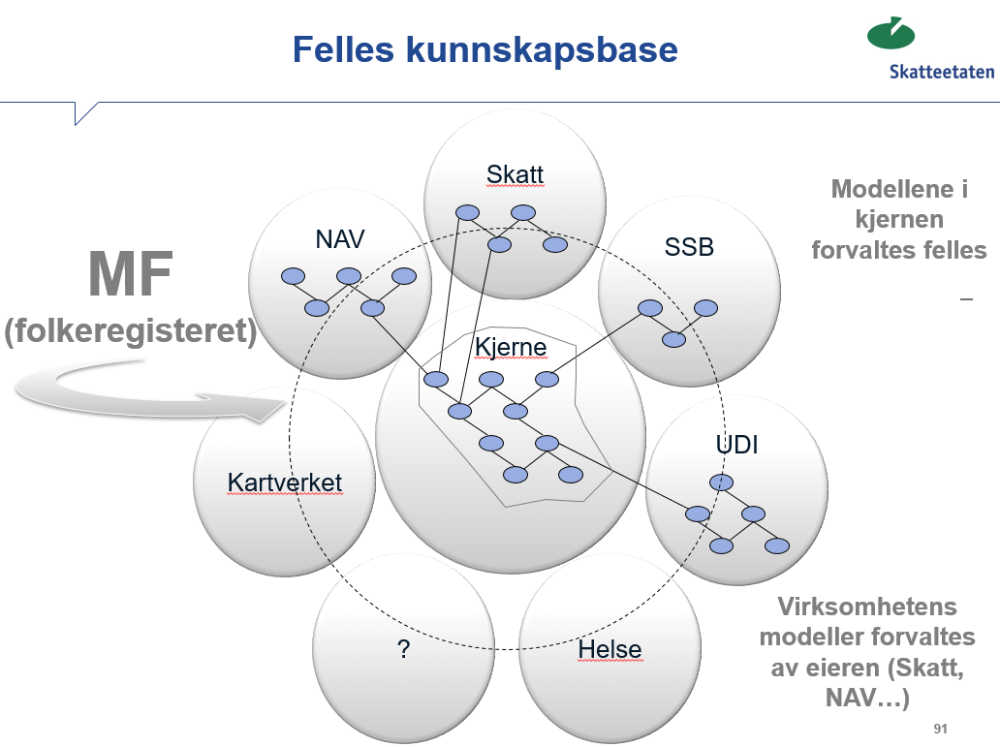 Felles kunnskapsbase
Skatteetaten
Skatt
NAV
SSB
Modellene i
kjernen
forvaltes felles
–
MF
(folkeregisteret)
Kjerne
UDI
Kartverket
?
Helse
Virksomhetens
modeller forvaltes
av eieren (Skatt,
NAV…)
91